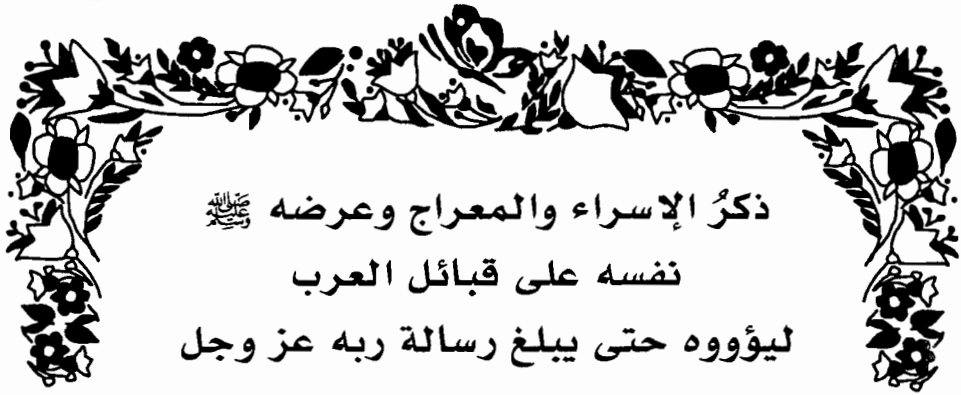 ذكرُ الإسراء والمعراج وعرضه ﷺ
نفسه على قبائل العرب
ليؤووه حتى يبلغ رسالة ربه عز وجل